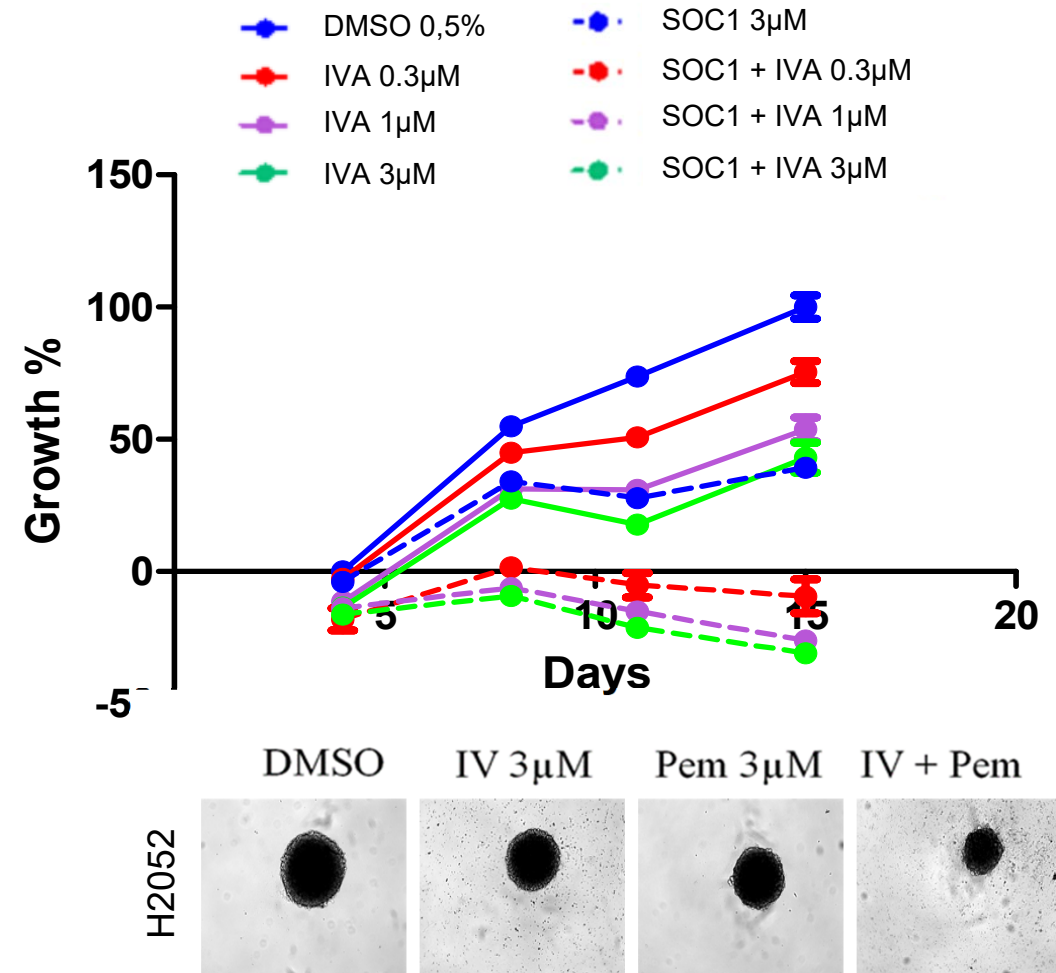 DMSO 0,5%
SOC1 3µM
IVA 0.3µM
SOC1 + IVA 0.3µM
IVA 1µM
SOC1 + IVA 1µM
IVA 3µM
SOC1 + IVA 3µM
150
100
50
0
-5
Growth %
5
10
15
20
Days
DMSO
IV 3µM
Pem 3µM
IV + Pem
H2052